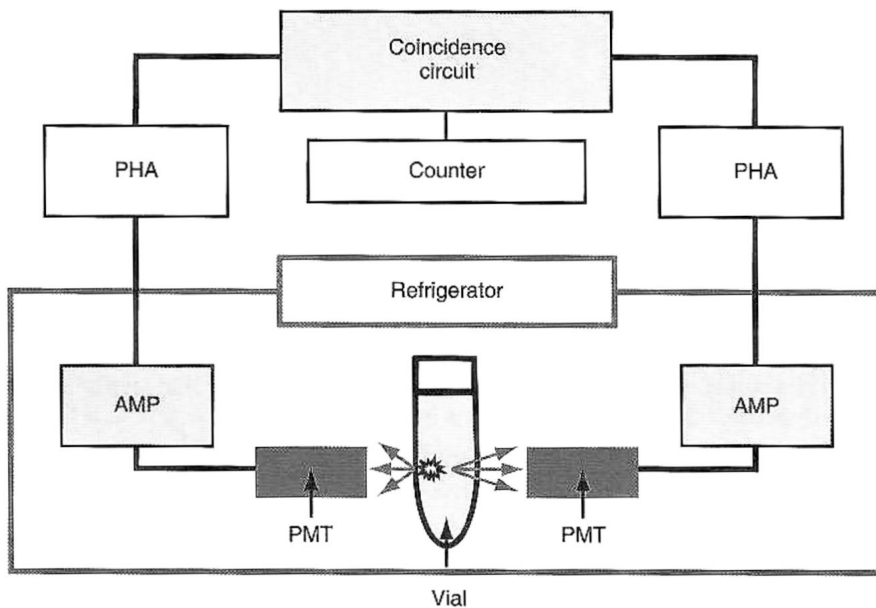 Coincidence
circuit
PHA
Counter
PHA
Refrigerator
AMP
AMP
PMT
PMT
Vial